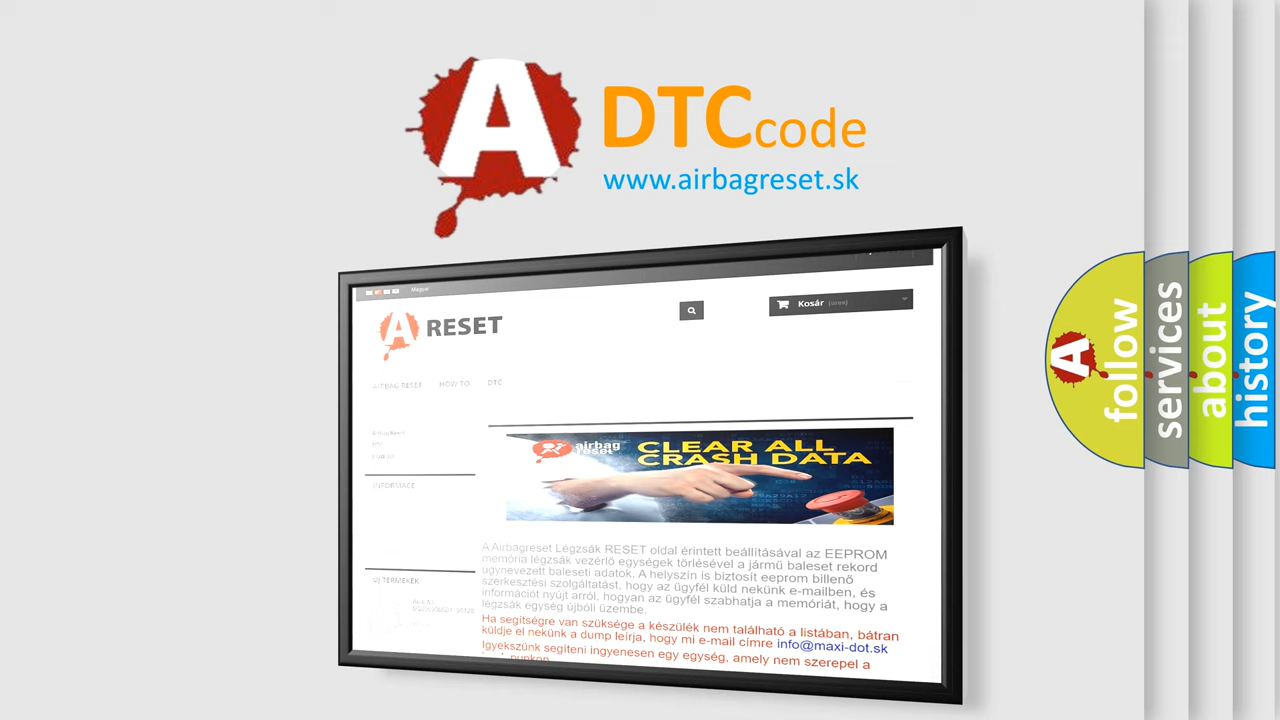 A
DTCcode
www.airbagreset.sk
Magyar
Kosár (üres)
A RESET
AIRBAG RESET HOW TO DTC
INFORMACE
airbag
reset
CLEAR ALL
CRASH DATA
A Airbagreset Légzsák RESET oldal érintett beállításával az EEPROM
memória légzsák vezérlő egységek törlésével a jármű baleset rekord
úgynevezett baleseti adatok. A helyszín is biztosít eeprom billenő
szerkesztési szolgáltatást, hogy az ügyfél küld nekünk e-mailben, és
információt nyújt arról, hogyan az ügyfél szabhatja a memóriát, hogy a
légzsák egység újbóli üzembe.
Ha segítségre van szüksége a készülék nem található a listában, bátran
küldje el nekünk a dump leírja, hogy mi e-mail címre info@maxi-dot.sk
Igyekszünk segíteni ingyenesen egy egység, amely nem szerepel a
ÚJ TERMÉKEK
A
follow
services
about
history